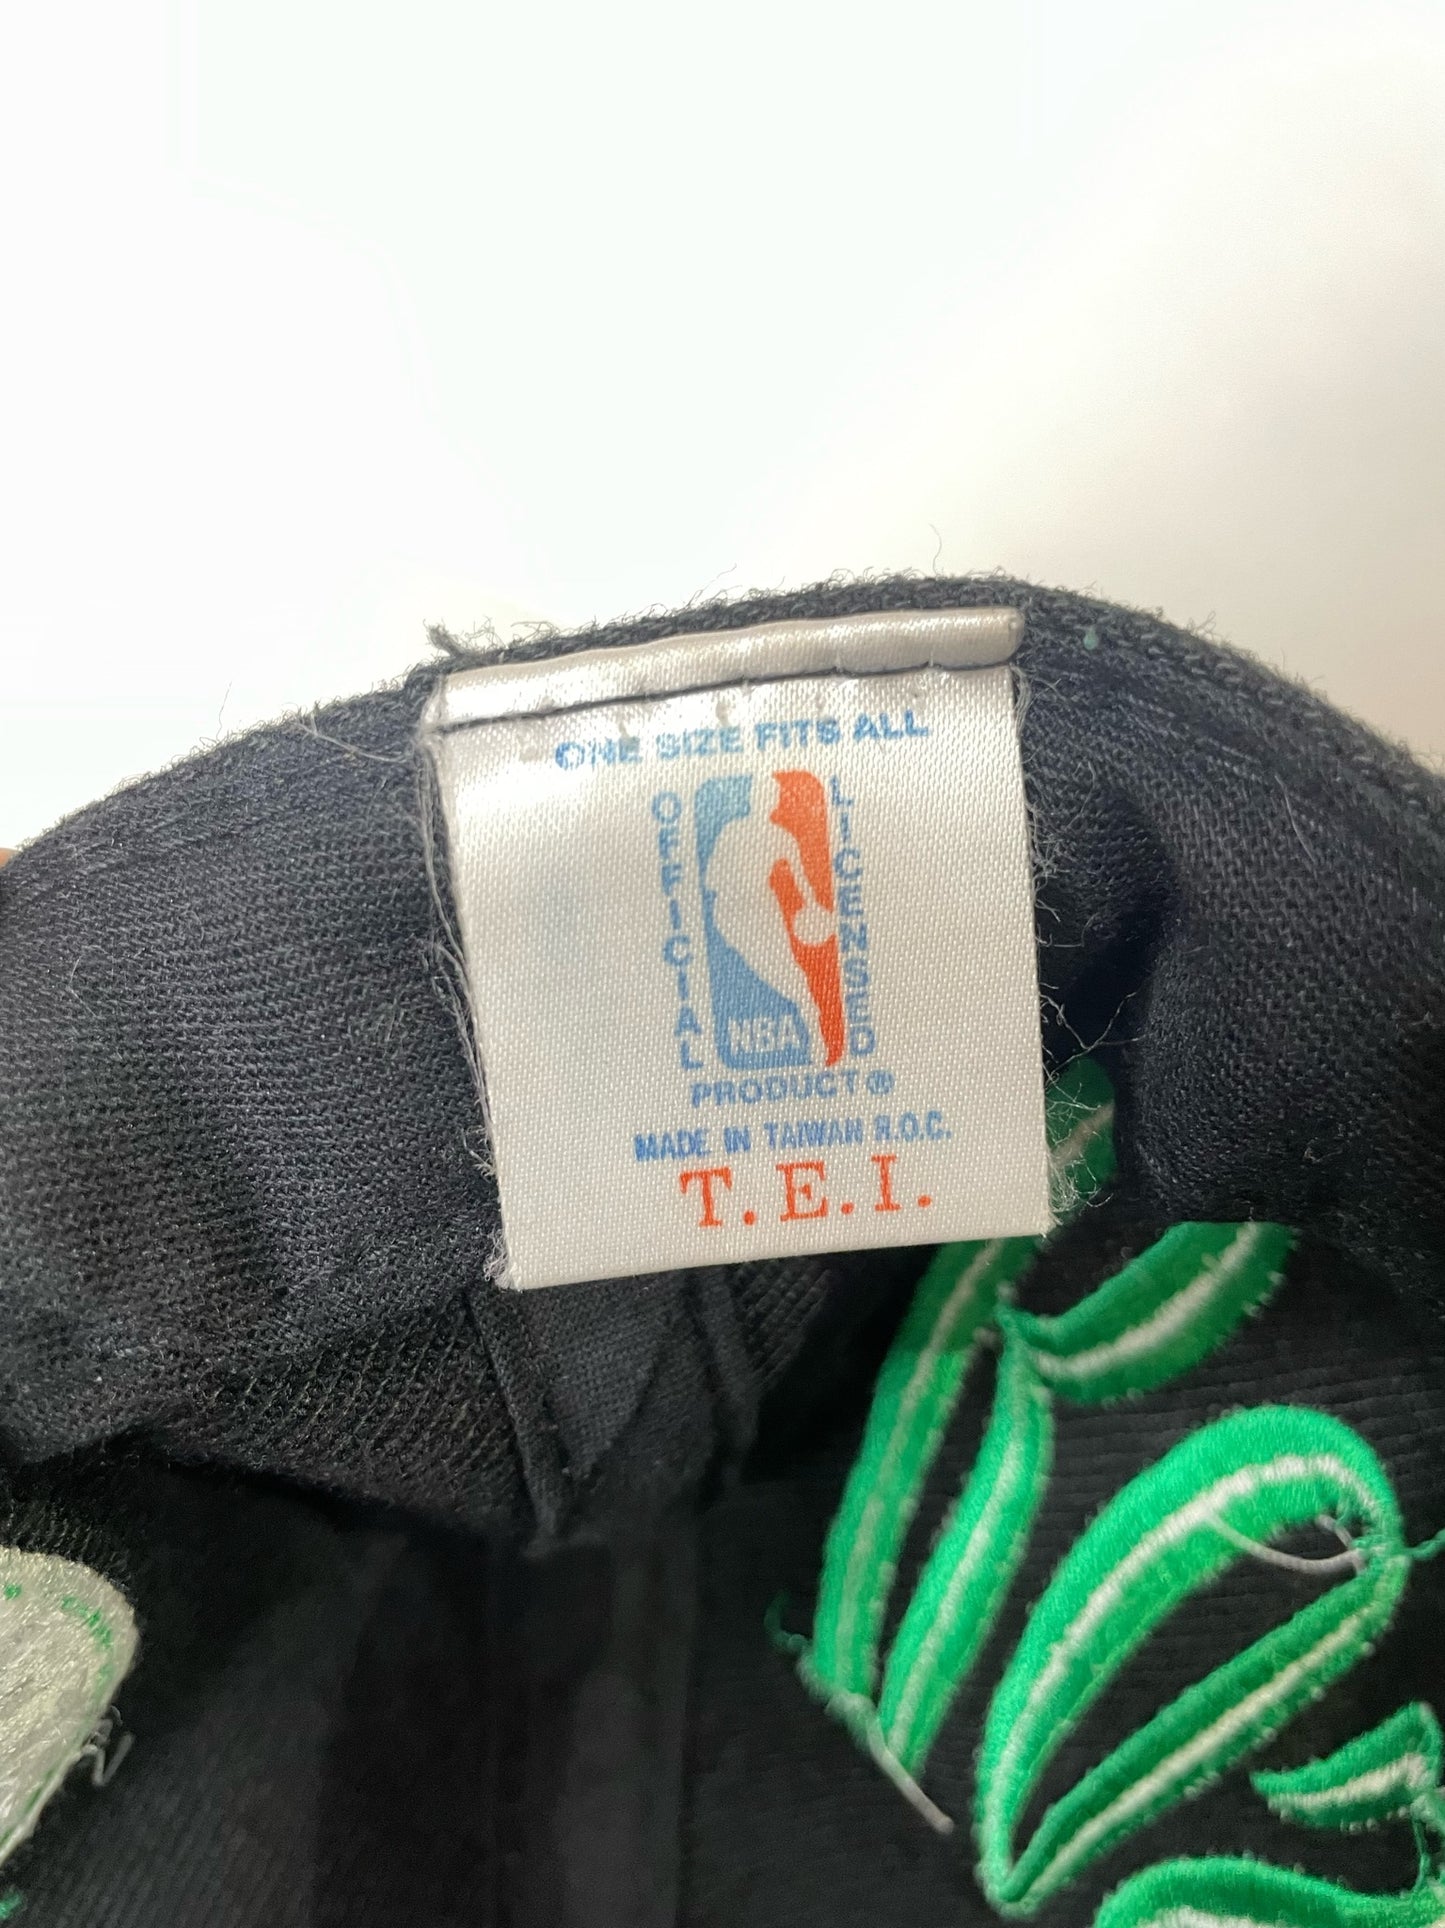 ONE SIZE FITS ALL
OFFICIAL
LICENSED
NBA
PRODUCT®
MADE IN TAIWAN R.O.C.
T.E.I.